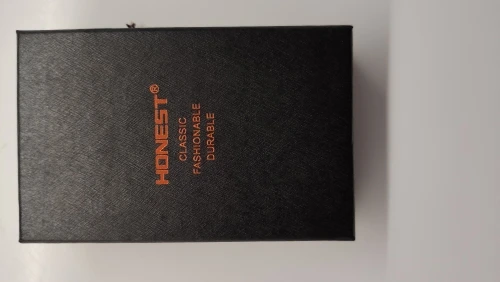 HONEST®
CLASSIC
FASHIONABLE
DURABLE